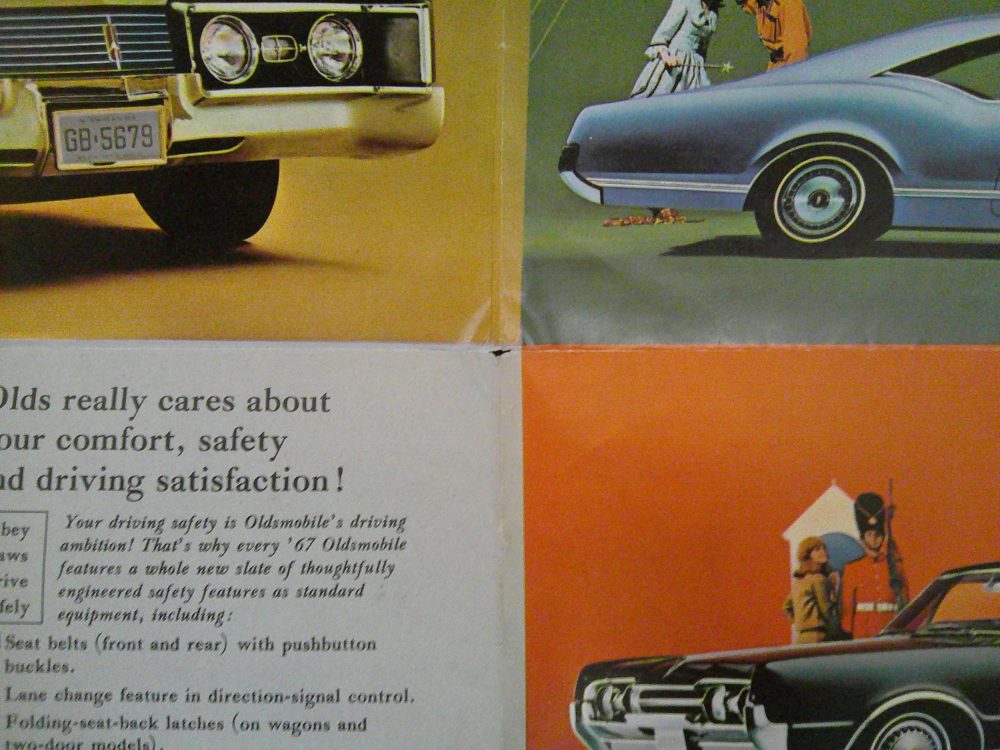 GB·5679
Olds really cares about
our comfort, safety
nd driving satisfaction!
bey
aws
rive
fely
Your driving safety is Oldsmobile's driving
ambition! That's why every '67 Oldsmobile
features a whole new slate of thoughtfully
engineered safety features as standard
equipment, including:
Seat belts (front and rear) with pushbutton
buckles.
Lane change feature in direction-signal control.
Folding-seat-back latches (on wagons and
two-door models).